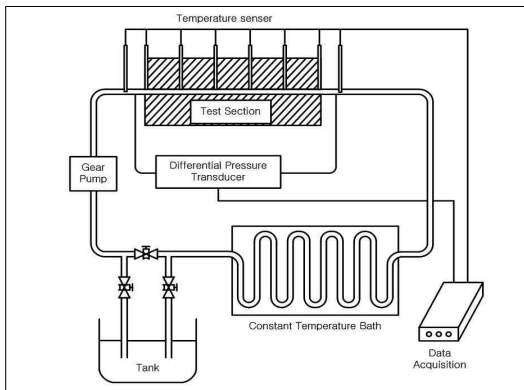 Temperature senser
Test Section
Gear
Pump
Differential Pressure
Transducer
Constant Temperature Bath
Tank
Data
Acquisition